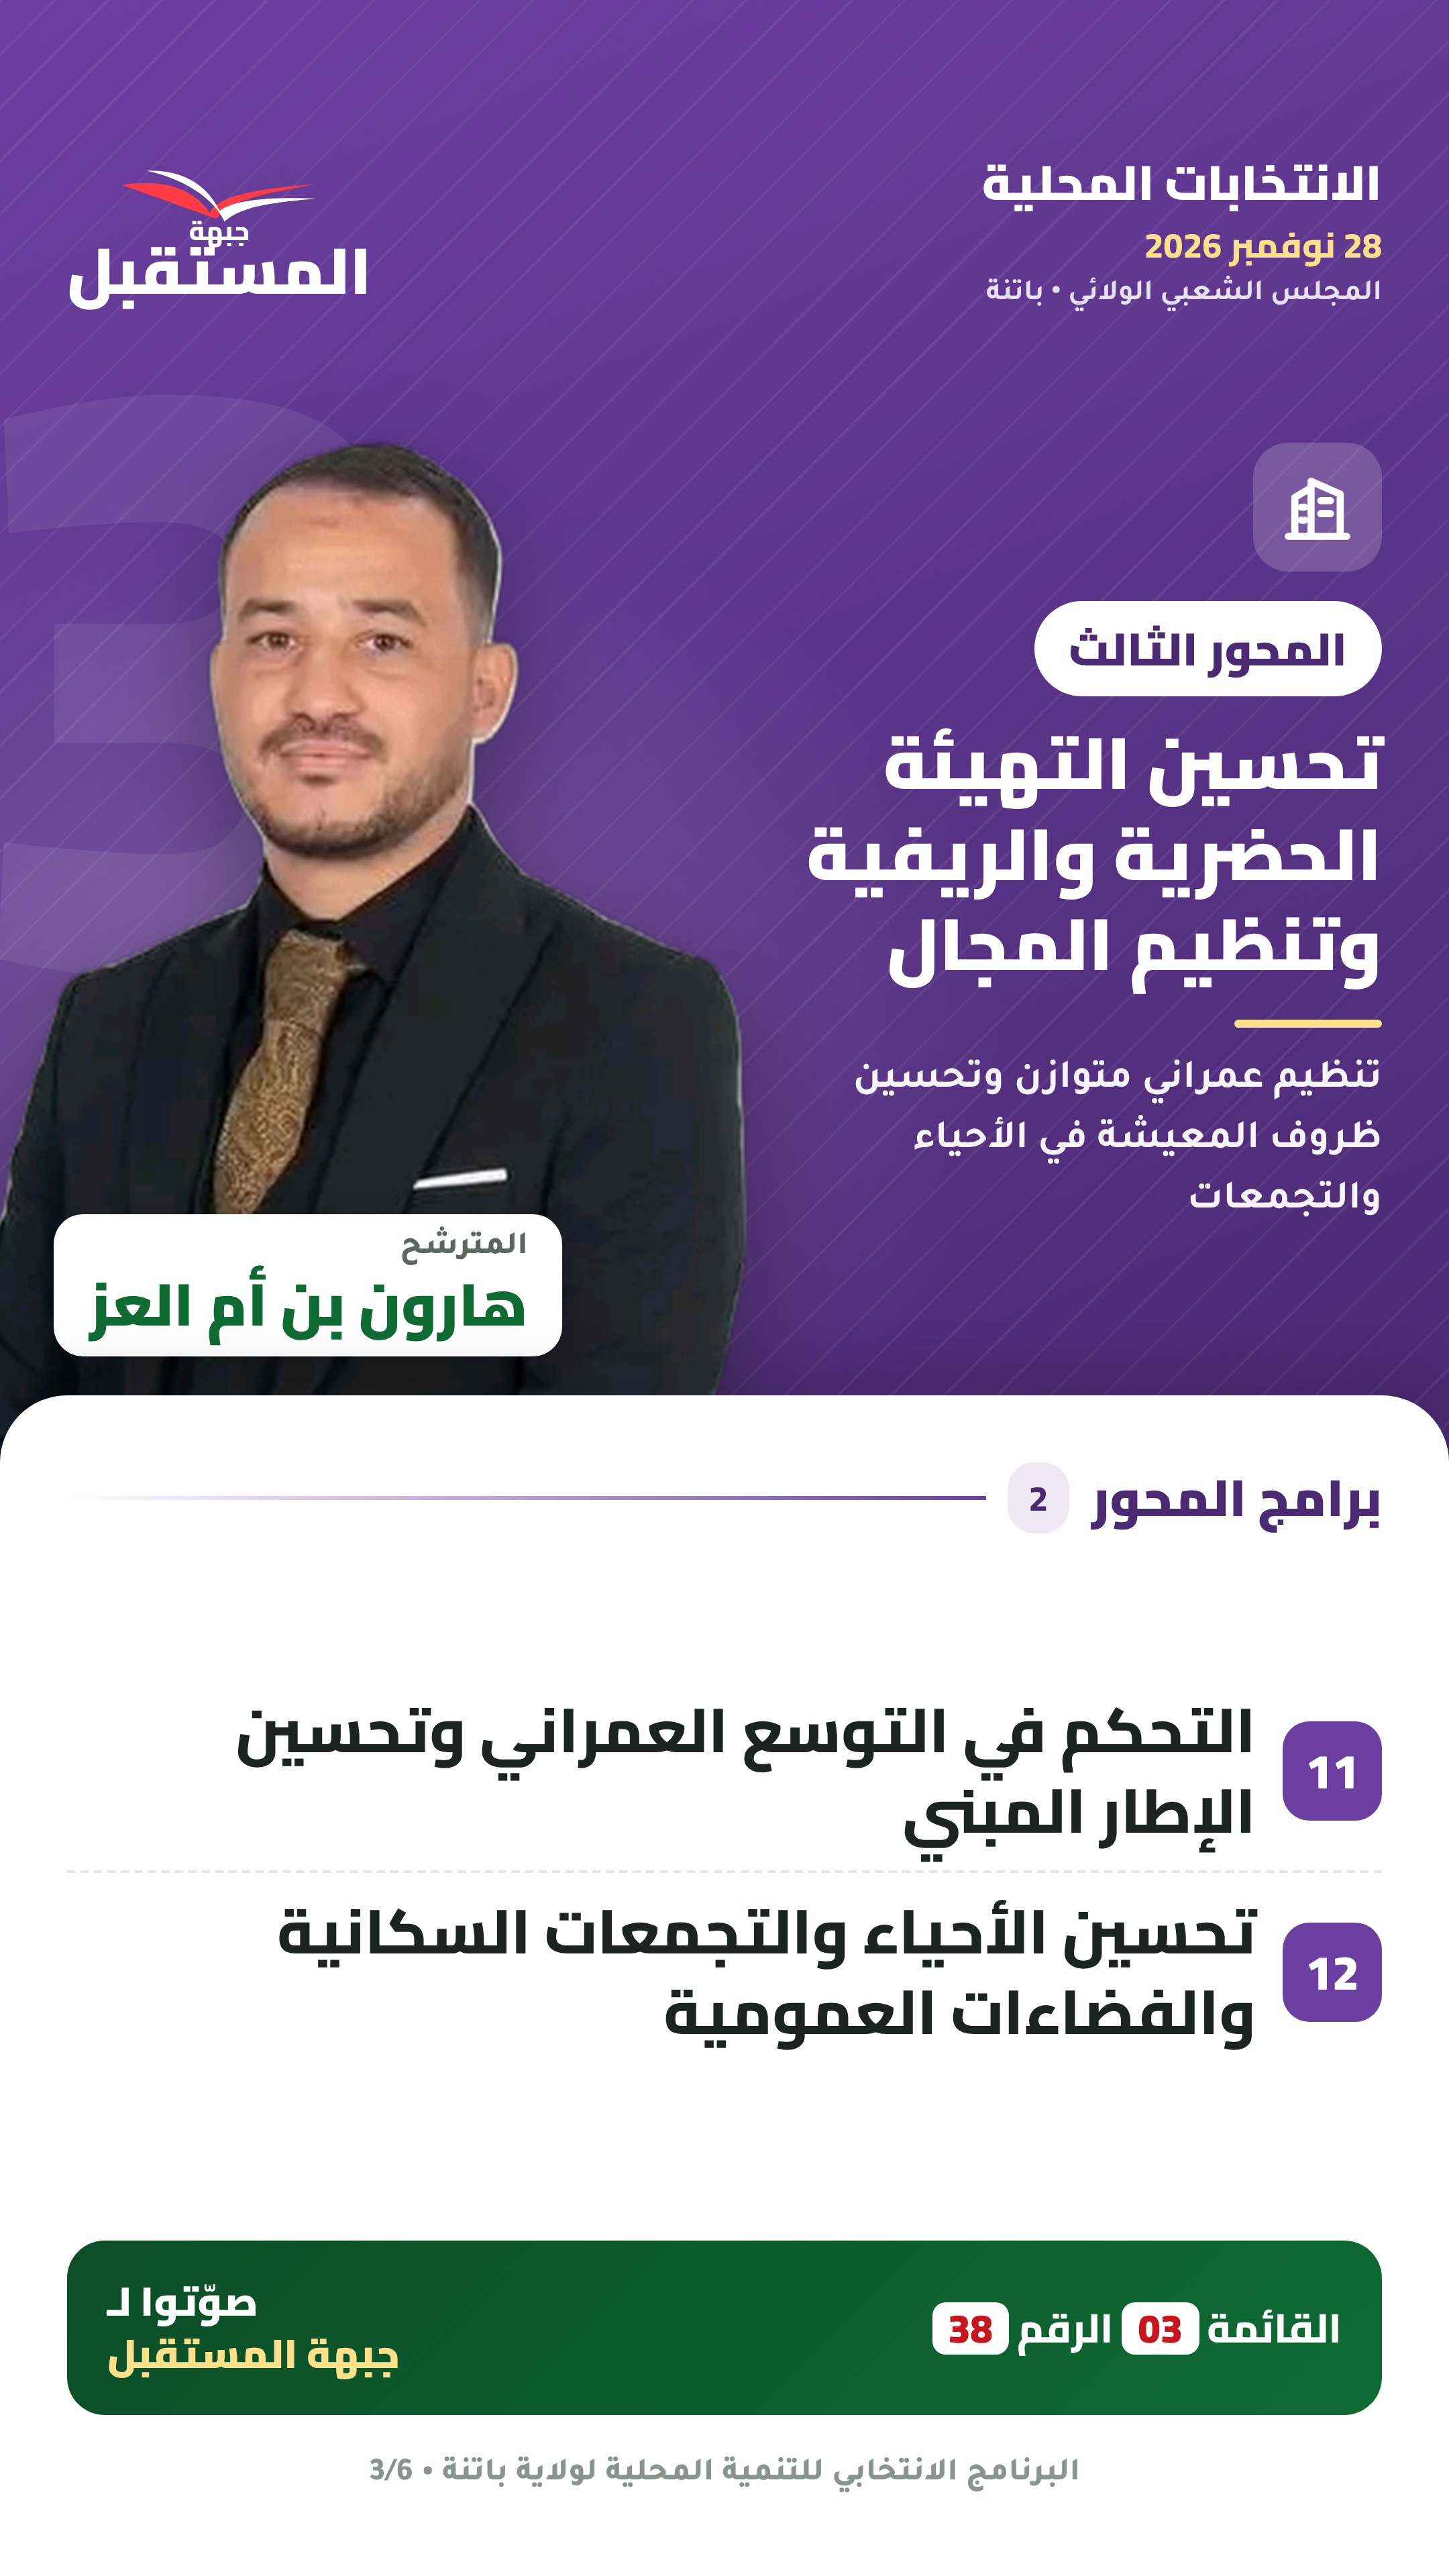 الانتخابات المحلية
28 نوفمبر 2026
المجلس الشعبي الولائي • باتنة
جبهة
المستقبل
3
المحور الثالث
تحسين التهيئة
الحضرية والريفية
وتنظيم المجال
تنظيم عمراني متوازن وتحسين
ظروف المعيشة في الأحياء
والتجمعات
المترشح
هارون بن أم العز
برامج المحور 2
11 التحكم في التوسع العمراني وتحسين
الإطار المبني
12 تحسين الأحياء والتجمعات السكانية
والفضاءات العمومية
القائمة 03 الرقم 38
صوّتوا لـ
جبهة المستقبل
البرنامج الانتخابي للتنمية المحلية لولاية باتنة • 3/6